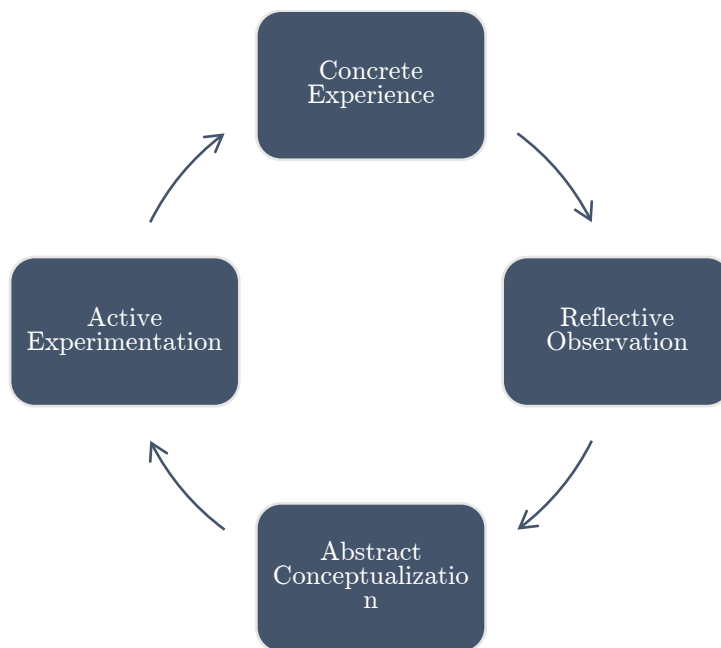 Concrete
Experience
Active
Experimentation
Reflective
Observation
Abstract
Conceptualizatio
n